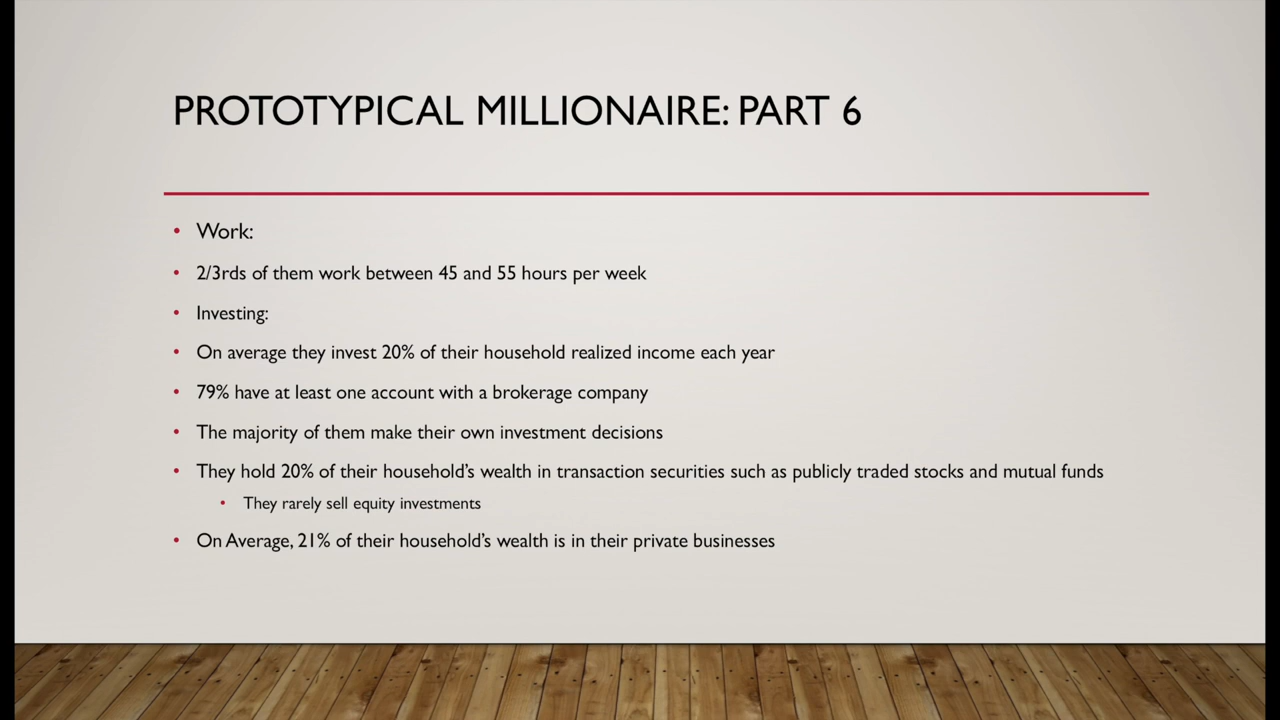 PROTOTYPICAL MILLIONAIRE: PART 6
• Work:
• 2/3rds of them work between 45 and 55 hours per week
• Investing:
• On average they invest 20% of their household realized income each year
• 79% have at least one account with a brokerage company
• The majority of them make their own investment decisions
• They hold 20% of their household’s wealth in transaction securities such as publicly traded stocks and mutual funds
• They rarely sell equity investments
• On Average, 21% of their household’s wealth is in their private businesses